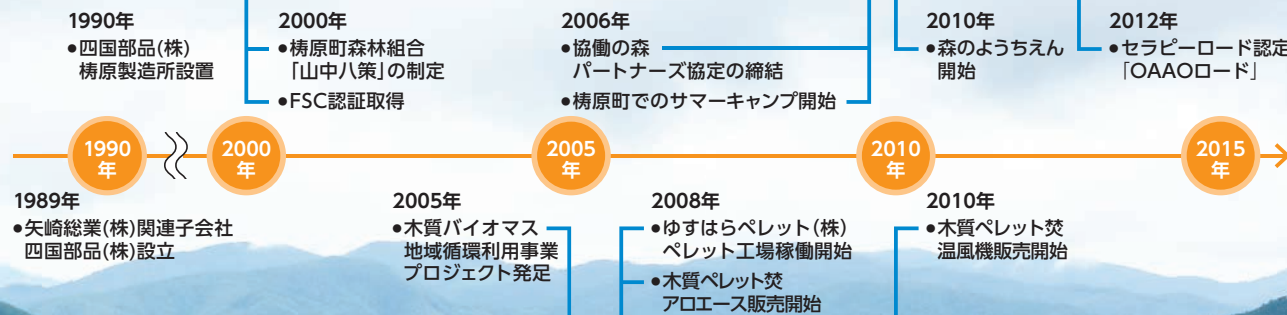 1990年
●四国部品(株)
梼原製造所設置
2000年
●梼原町森林組合
「山中八策」の制定
●FSC認証取得
2006年
●協働の森
パートナーズ協定の締結
●梼原町でのサマーキャンプ開始
2010年
●森のようちえん
開始
2012年
●セラピーロード認定
「OAAOロード」
1990
年
2000
年
2005
年
2010
年
2015
年
1989年
●矢崎総業(株)関連子会社
四国部品(株)設立
2005年
●木質バイオマス
地域循環利用事業
プロジェクト発足
2008年
●ゆすはらペレット(株)
ペレット工場稼働開始
●木質ペレット焚
アロエース販売開始
2010年
●木質ペレット焚
温風機販売開始